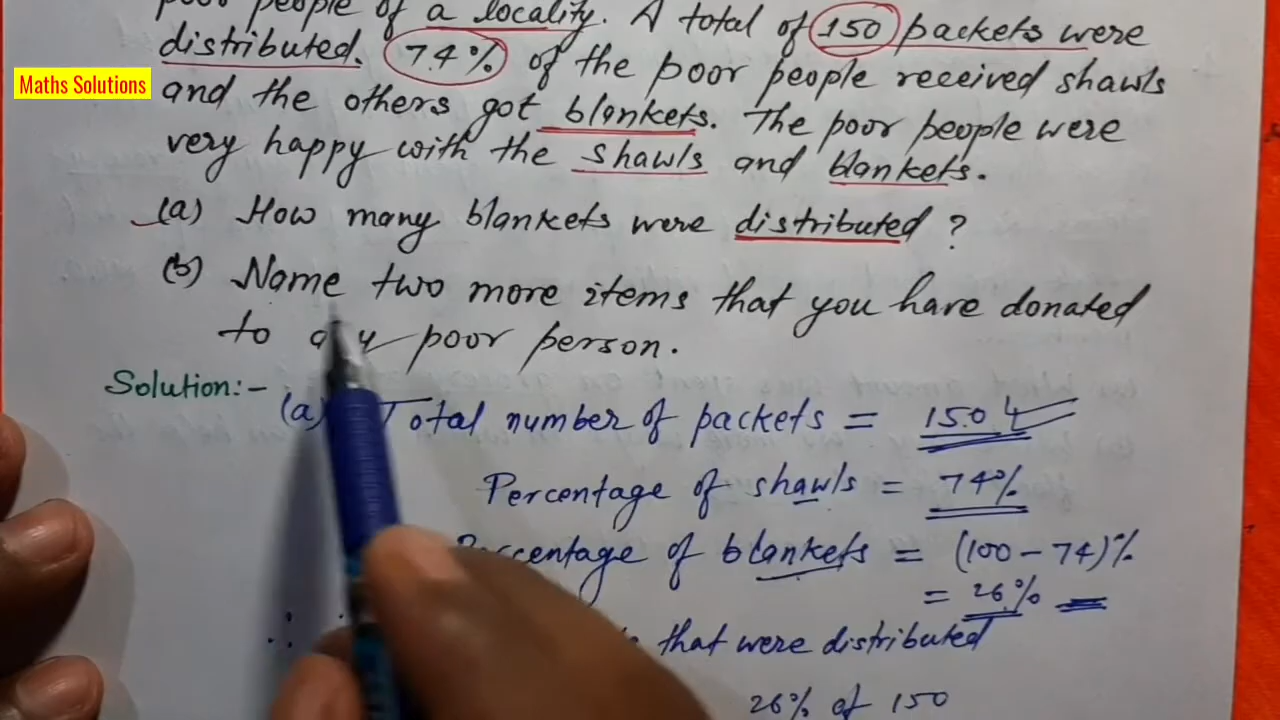 poor people of a locality. A total of 150 packets were
distributed. 74% of the poor people received shawls
Maths Solutions
and the others got blankets. The poor people were
very happy with the shawls and blankets.
(a) How many blankets were distributed ?
(b) Name two more items that you have donated
to any poor person.
Solution:-
(a) Total number of packets = 150
Percentage of shawls = 74%
Percentage of blankets = (100 - 74)%
= 26%
∴ that were distributed
26% of 150